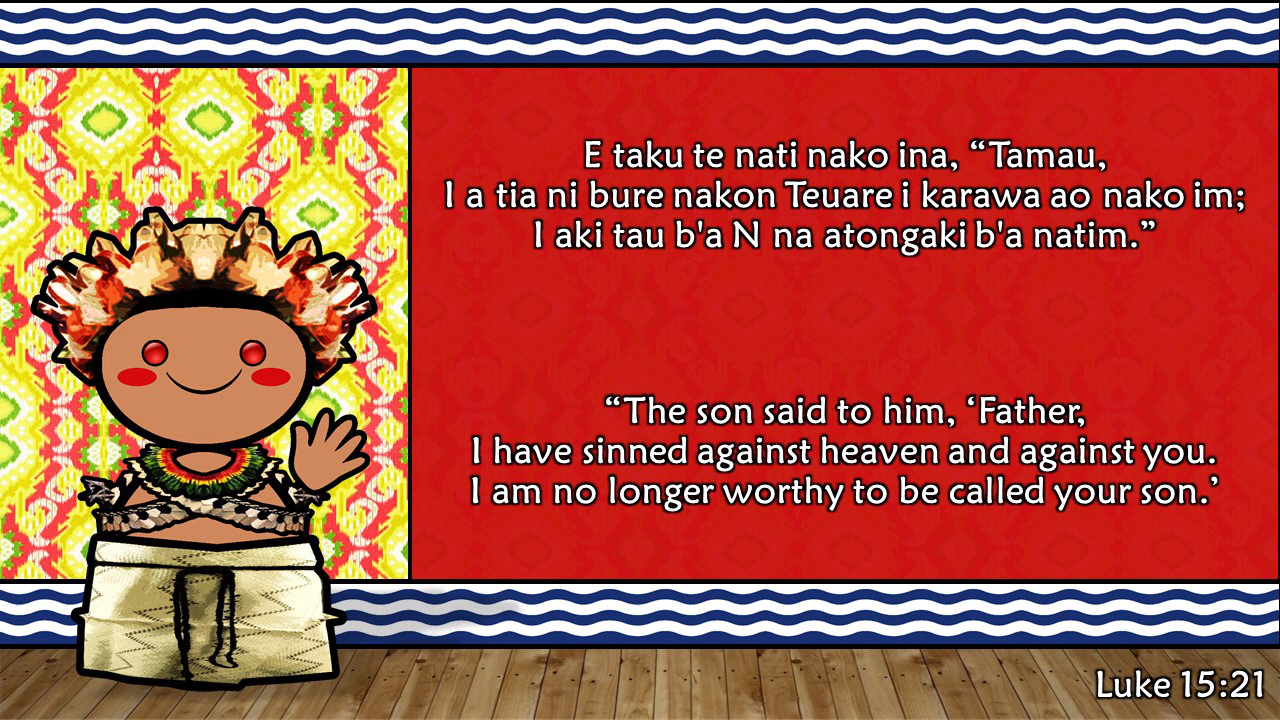 E taku te nati nako ina, “Tamau,
I a tia ni bure nakon Teuare i karawa ao nako im;
I aki tau b'a N na atongaki b'a natim.”
“The son said to him, ‘Father,
I have sinned against heaven and against you.
I am no longer worthy to be called your son.’
Luke 15:21